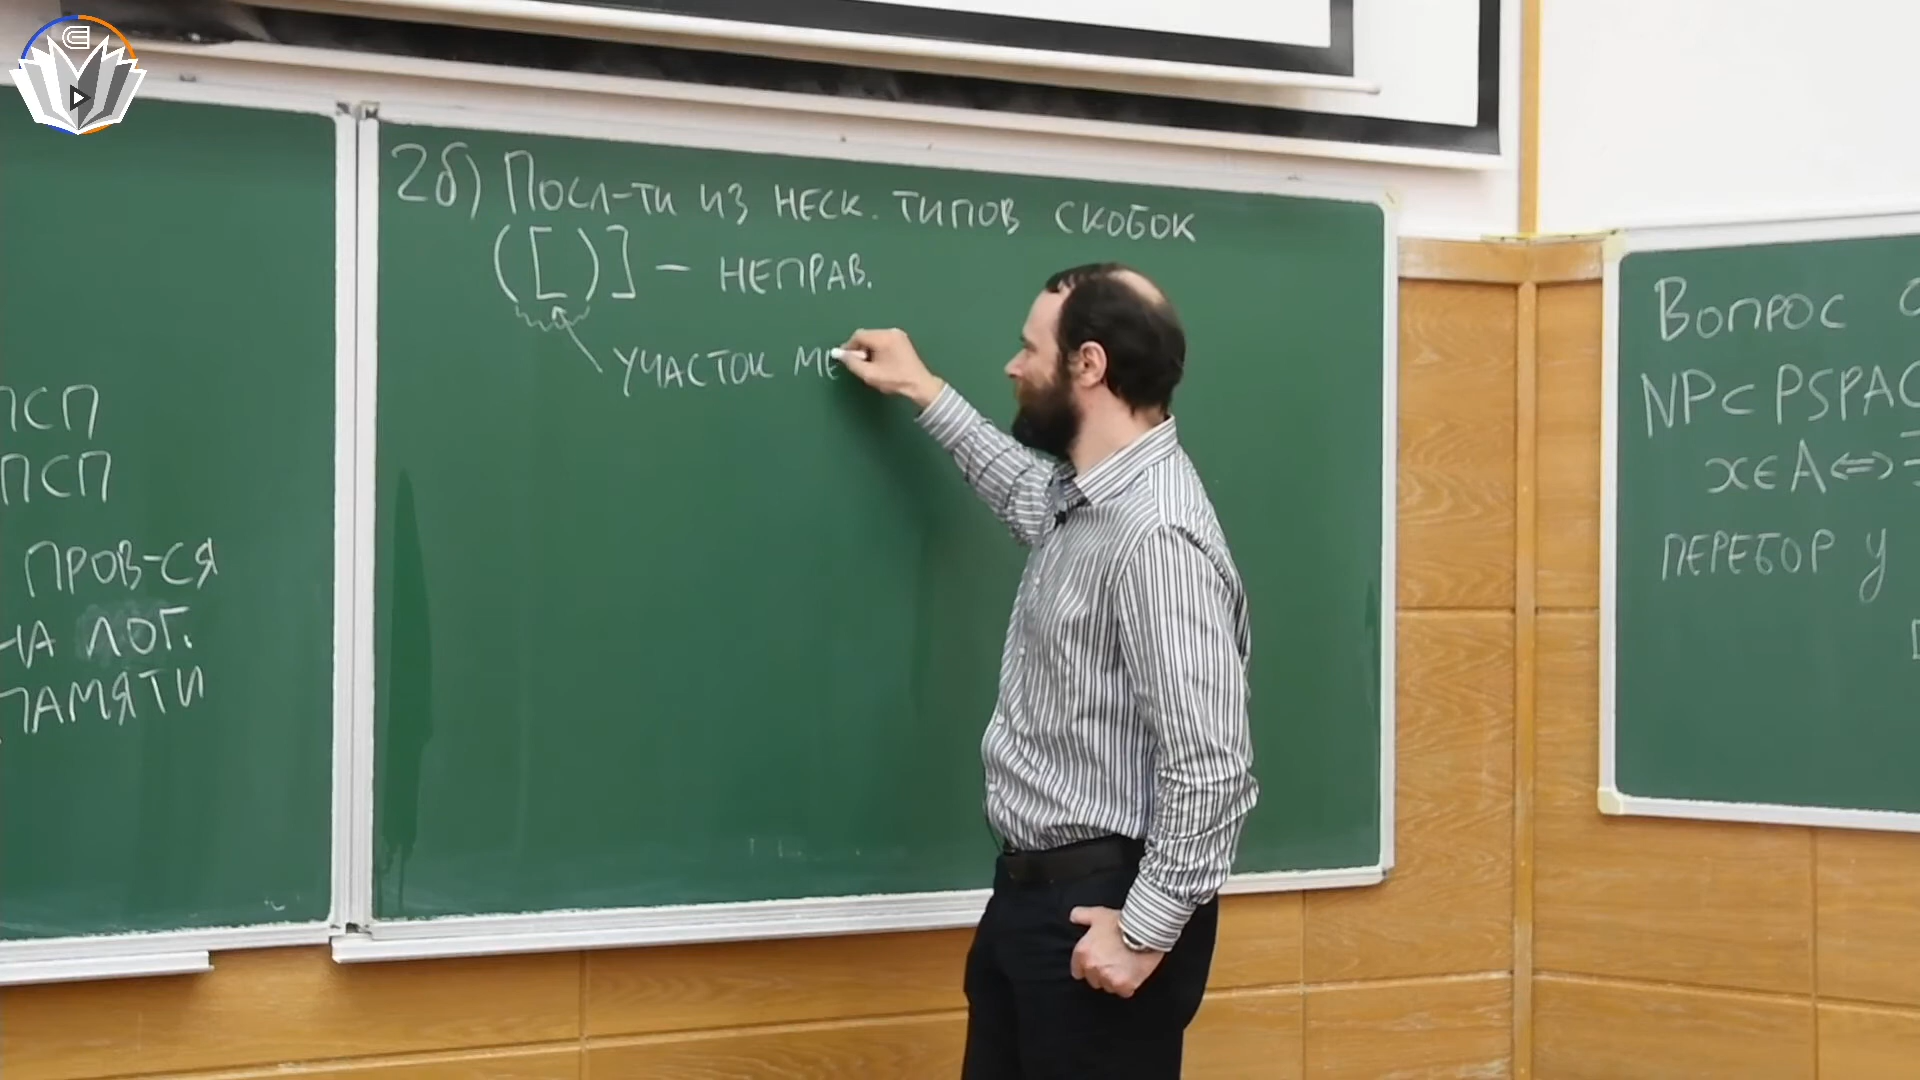 ПСП
ПСП
ПРОВ-СЯ
НА ЛОГ.
ПАМЯТИ
2б) Посл-ти из неск. типов скобок
([)] — неправ.
участок ме
Вопрос
NP⊂PSPAC
x∈A⇔∃
перебор y